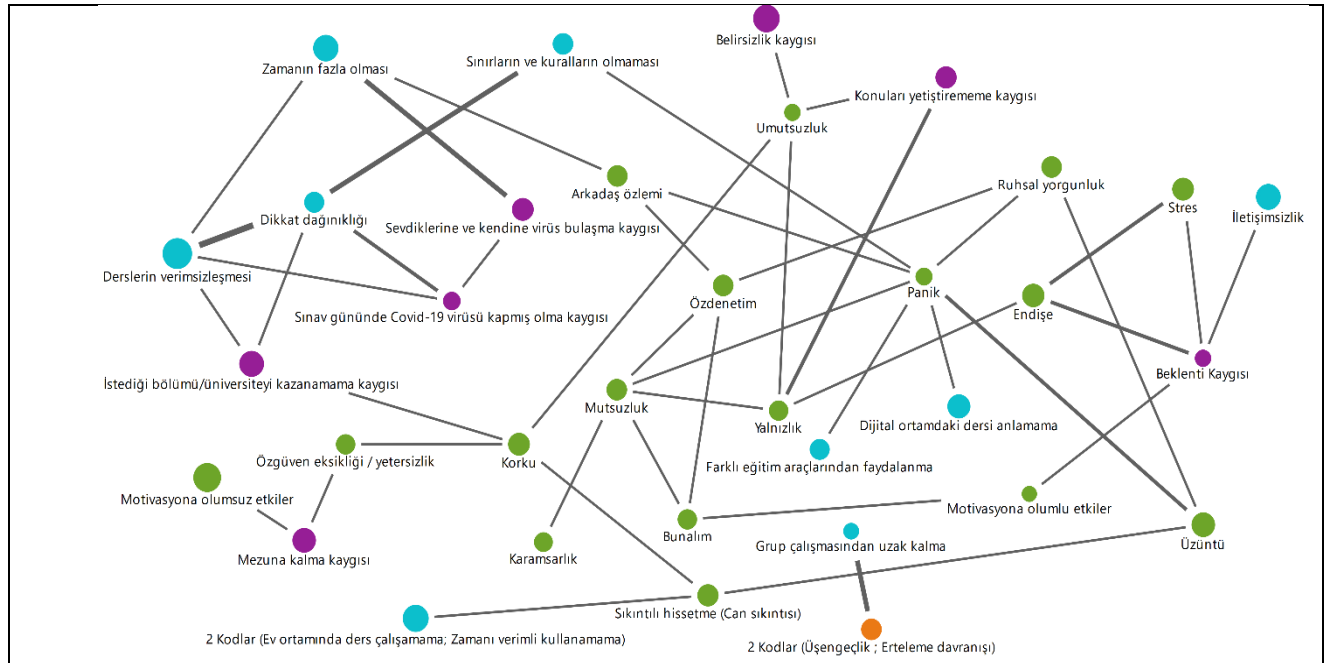 Belirsizlik kaygısı
Zamanın fazla olması
Sınırların ve kuralların olmaması
Konuları yetiştirememe kaygısı
Umutsuzluk
Arkadaş özlemi
Ruhsal yorgunluk
Stres
İletişimsizlik
Dikkat dağınıklığı
Sevdiklerine ve kendine virüs bulaşma kaygısı
Derslerin verimsizleşmesi
Özdenetim
Panik
Endişe
Sınav gününde Covid-19 virüsü kapmış olma kaygısı
İstediği bölümü/üniversiteyi kazanamama kaygısı
Beklenti Kaygısı
Mutsuzluk
Yalnızlık
Dijital ortamdaki dersi anlamama
Özgüven eksikliği / yetersizlik
Korku
Farklı eğitim araçlarından faydalanma
Motivasyona olumsuz etkiler
Motivasyona olumlu etkiler
Mezuna kalma kaygısı
Karamsarlık
Bunalım
Grup çalışmasından uzak kalma
Üzüntü
Sıkıntılı hissetme (Can sıkıntısı)
2 Kodlar (Ev ortamında ders çalışamama; Zamanı verimli kullanamama)
2 Kodlar (Üşengeçlik ; Erteleme davranışı)